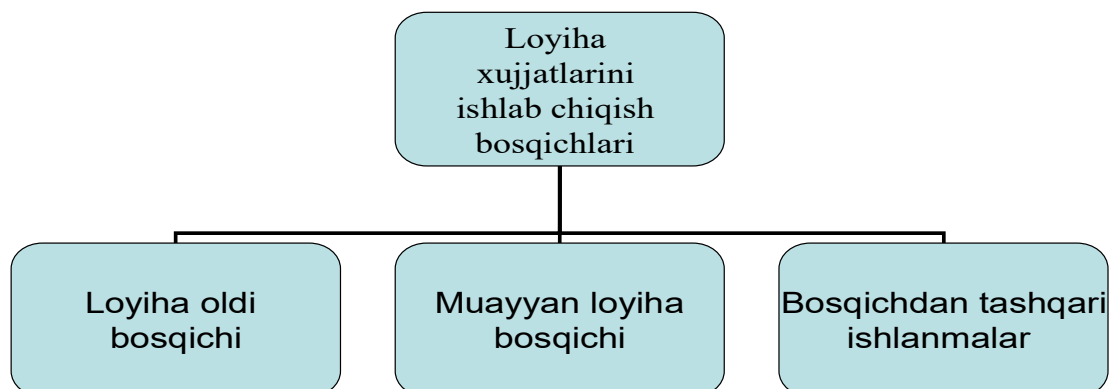 Loyiha
xujjatlarini
ishlab chiqish
bosqichlari
Loyiha oldi
bosqichi
Muayyan loyiha
bosqichi
Bosqichdan tashqari
ishlanmalar